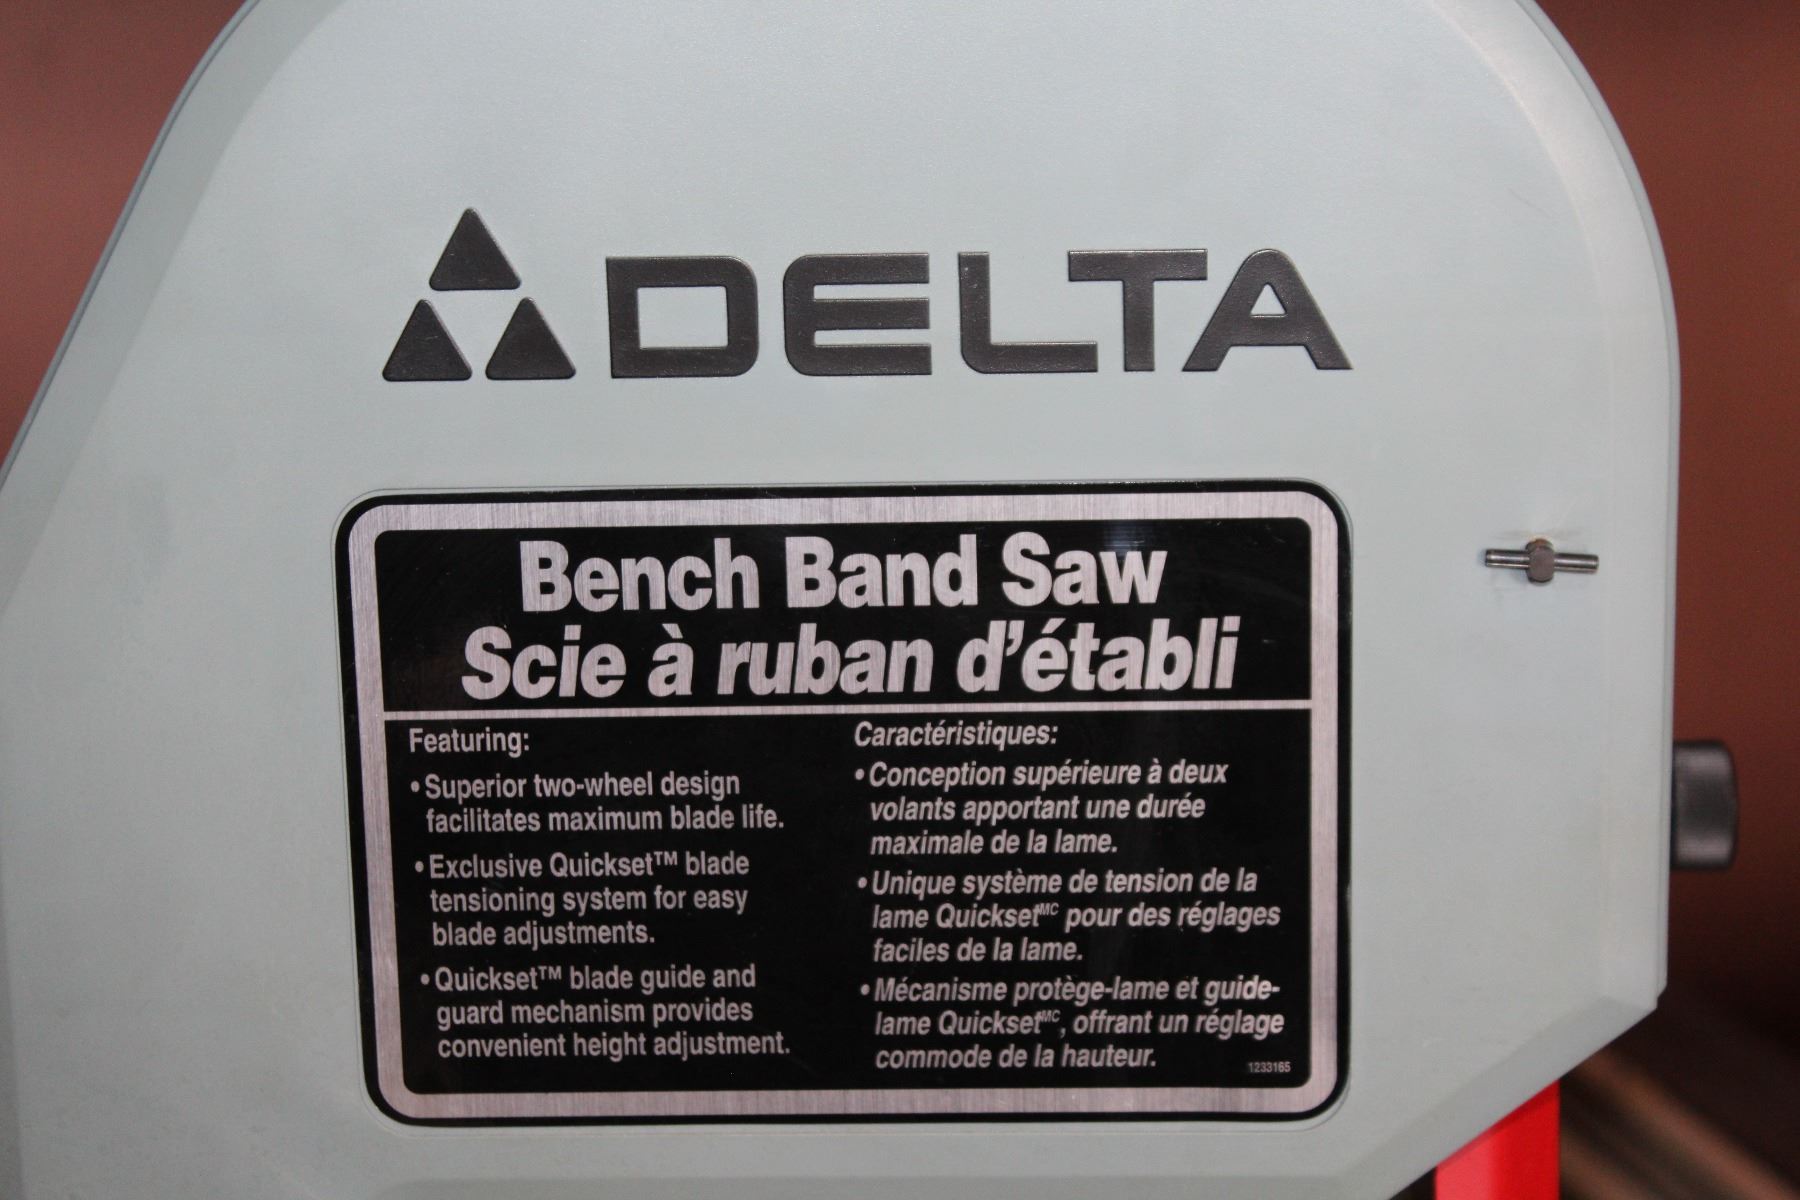 DELTA
Bench Band Saw
Scie à ruban d'établi
Featuring:
• Superior two-wheel design
facilitates maximum blade life.
• Exclusive Quickset™ blade
tensioning system for easy
blade adjustments.
• Quickset™ blade guide and
guard mechanism provides
convenient height adjustment.
Caractéristiques:
• Conception supérieure à deux
volants apportant une durée
maximale de la lame.
• Unique système de tension de la
lame Quickset MC pour des réglages
faciles de la lame.
• Mécanisme protège-lame et guide-
lame Quickset MC, offrant un réglage
commode de la hauteur.
1233165